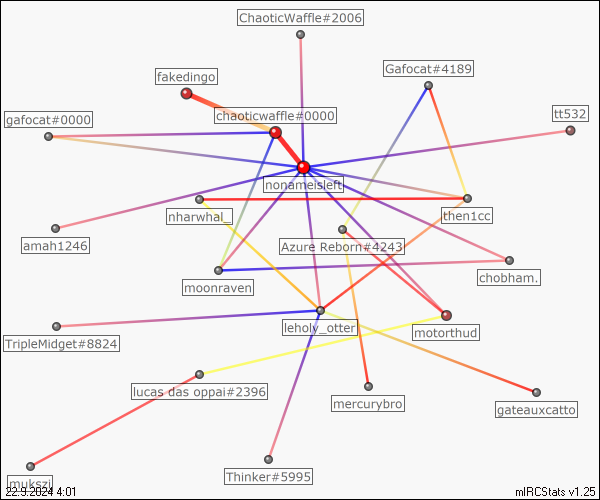 ChaoticWaffle#2006
Gafocat#4189
fakedingo
chaoticwaffle#0000
tt532
gafocat#0000
nonameisleft
nharwhal_
then1cc
amah1246
Azure Reborn#4243
chobham.
moonraven
leholy_otter
motorthud
TripleMidget#8824
lucas das oppai#2396
mercurybro
gateauxcatto
Thinker#5995
mukszi
22.9.2024 4:01
mIRCStats v1.25